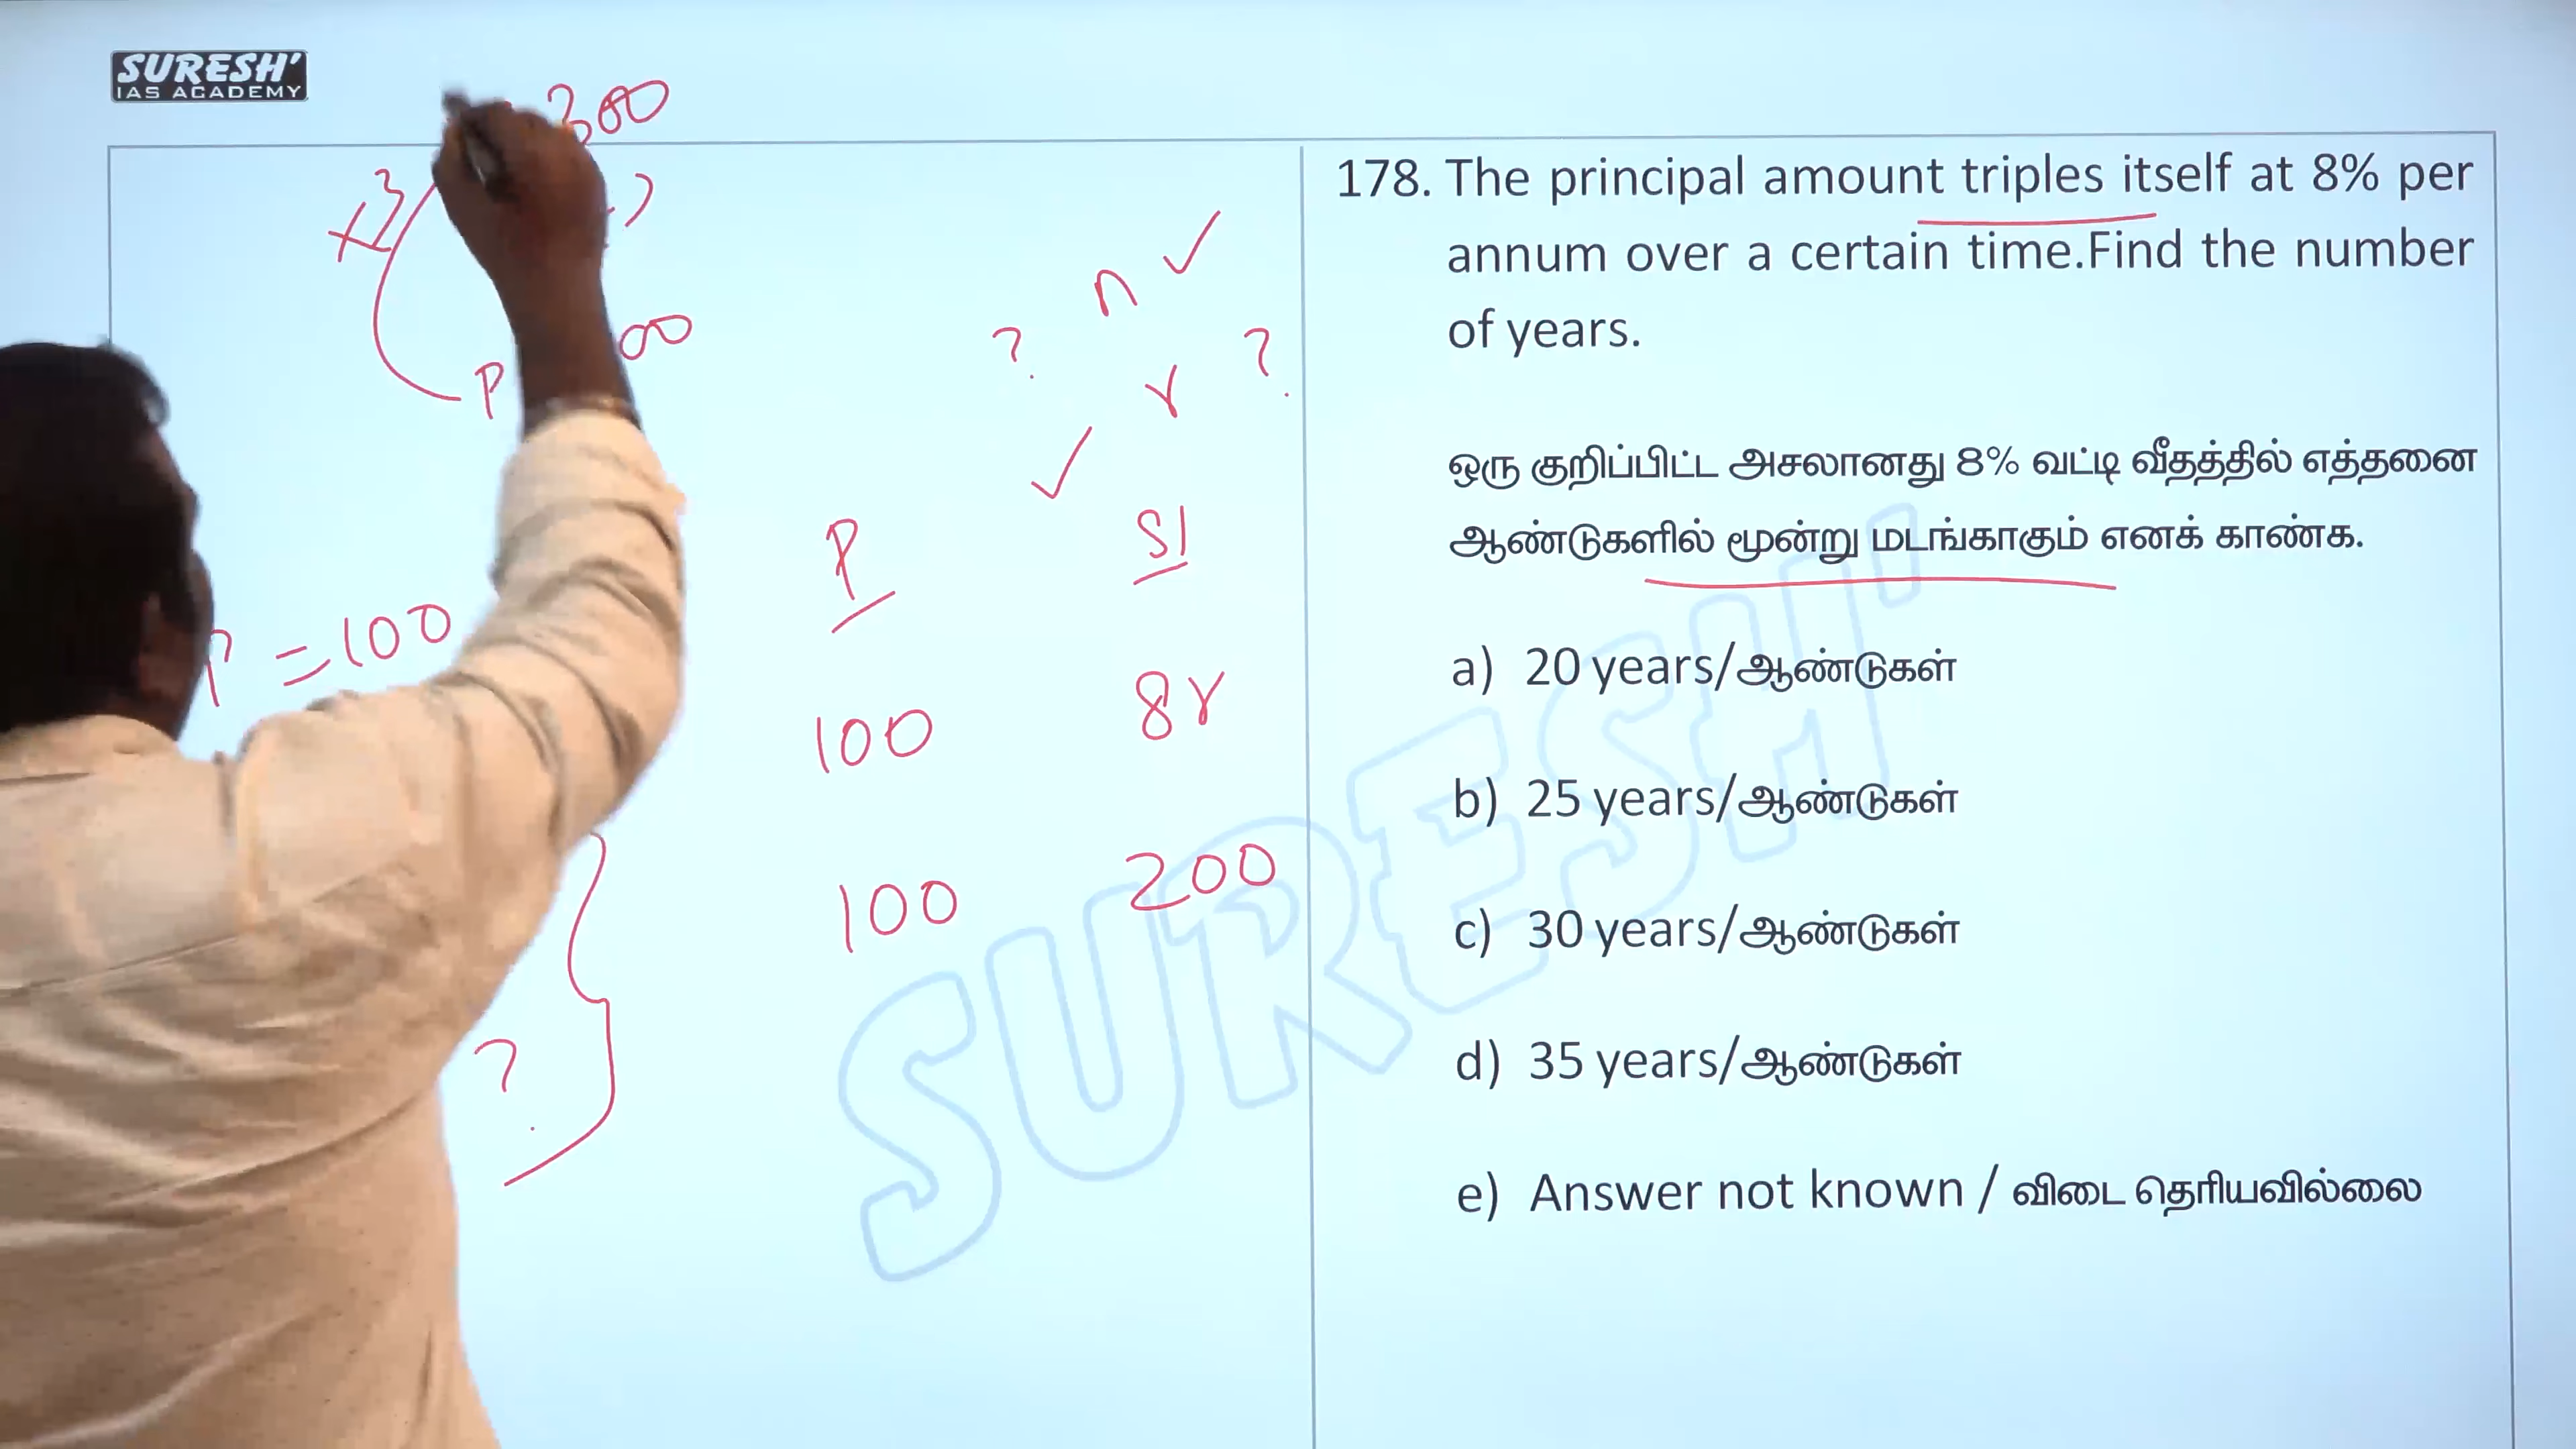 SURESH'
IAS ACADEMY
300
x3
00
P
P = 100
?
n ✓
?
r ?
✓
P SI
100 8r
100 200
178. The principal amount triples itself at 8% per
annum over a certain time.Find the number
of years.
ஒரு குறிப்பிட்ட அசலானது 8% வட்டி வீதத்தில் எத்தனை
ஆண்டுகளில் மூன்று மடங்காகும் எனக் காண்க.
a) 20 years/ஆண்டுகள்
b) 25 years/ஆண்டுகள்
c) 30 years/ஆண்டுகள்
d) 35 years/ஆண்டுகள்
e) Answer not known / விடை தெரியவில்லை
SURESH'